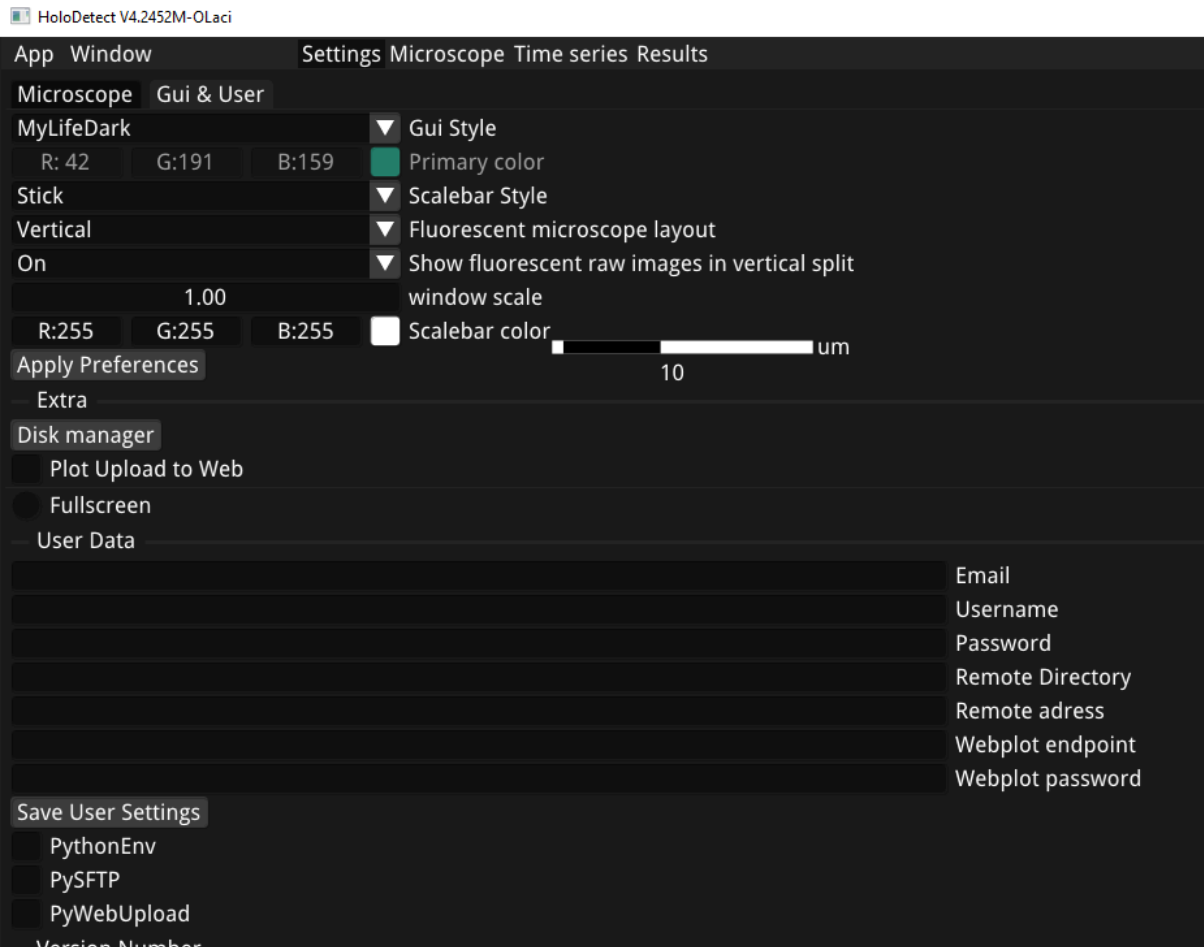 HoloDetect V4.2452M-OLaci
App Window Settings Microscope Time series Results
Microscope Gui & User
MyLifeDark Gui Style
R: 42 G:191 B:159 Primary color
Stick Scalebar Style
Vertical Fluorescent microscope layout
On Show fluorescent raw images in vertical split
1.00 window scale
R:255 G:255 B:255 Scalebar color um
10
Apply Preferences
Extra
Disk manager
Plot Upload to Web
Fullscreen
User Data
Email
Username
Password
Remote Directory
Remote adress
Webplot endpoint
Webplot password
Save User Settings
PythonEnv
PySFTP
PyWebUpload
Version Number